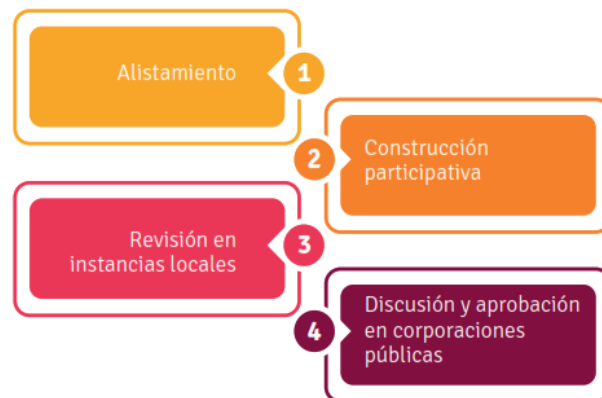 Alistamiento
1
2
Construcción
participativa
Revisión en
instancias locales
3
4
Discusión y aprobación
en corporaciones
públicas